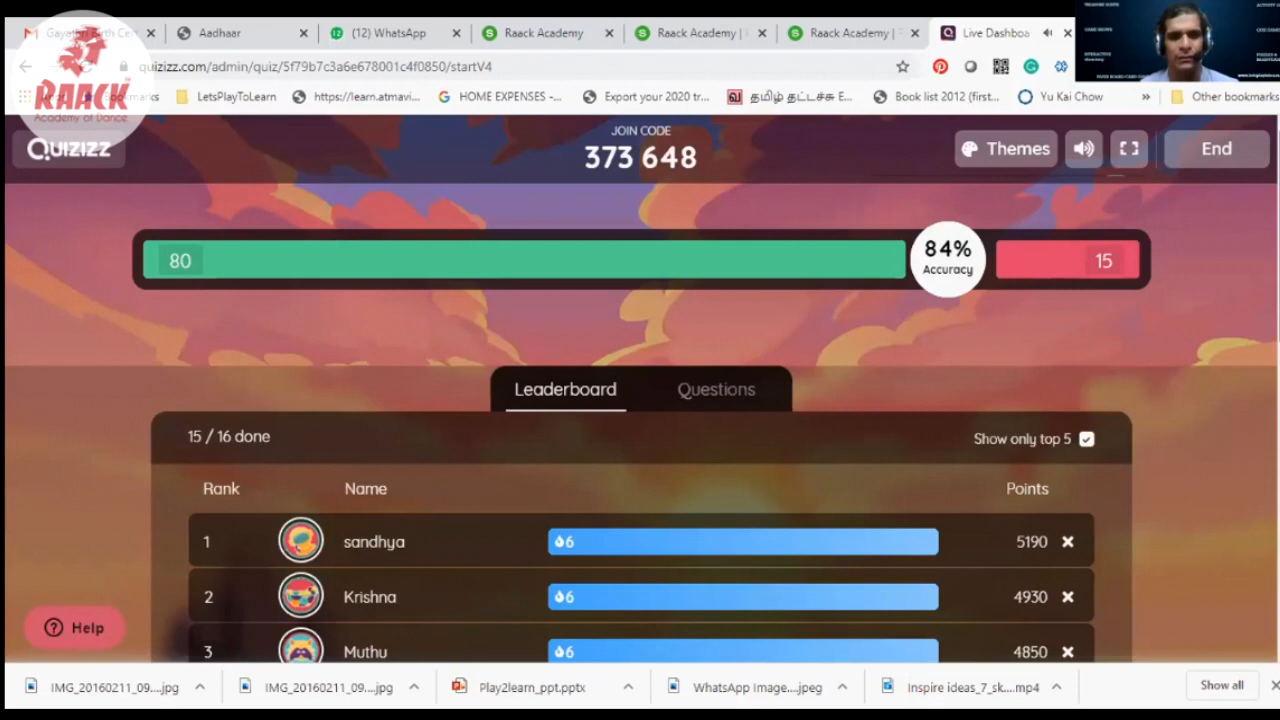 Gayathri Birth Cer
Aadhaar
(12) WhatsApp
Raack Academy
Raack Academy |
Raack Academy |
Live Dashboa
quizizz.com/admin/quiz/5f79b7c3a6e678001f1d0850/startV4
RAACK
Academy of Dance
LetsPlayToLearn
https://learn.atmavi...
HOME EXPENSES -...
Export your 2020 tr...
தமிழ் தட்டச்சு E...
Book list 2012 (first...
Yu Kai Chow
»
Other bookmarks
QUIZIZZ
JOIN CODE
373 648
Themes
End
80
84%
Accuracy
15
Leaderboard
Questions
15 / 16 done
Show only top 5
Rank
Name
Points
1
sandhya
6
5190
2
Krishna
6
4930
3
Muthu
6
4850
Help
IMG_20160211_09....jpg
IMG_20160211_09....jpg
Play2learn_ppt.pptx
WhatsApp Image....jpeg
Inspire ideas_7_sk....mp4
Show all